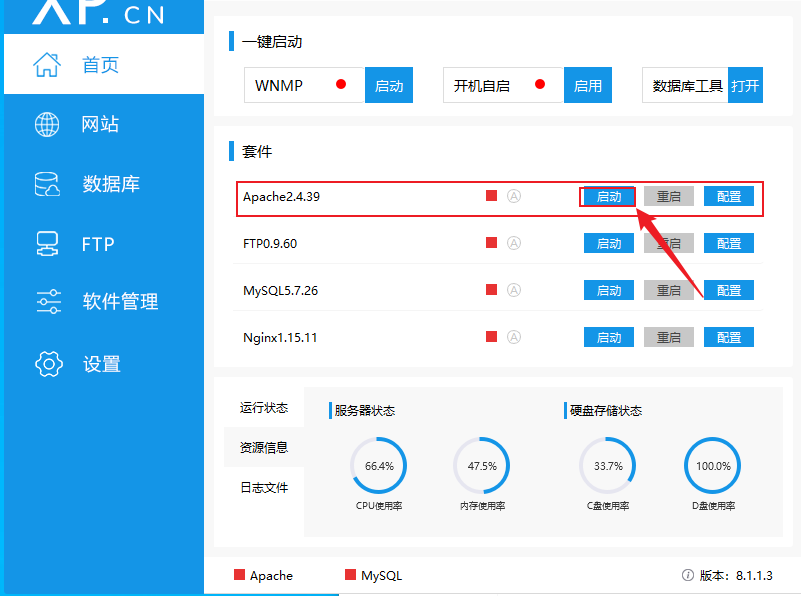 XP.CN
首页
网站
数据库
FTP
软件管理
设置
一键启动
WNMP 启动 开机自启 启用 数据库工具 打开
套件
Apache2.4.39 A 启动 重启 配置
FTP0.9.60 A 启动 重启 配置
MySQL5.7.26 A 启动 重启 配置
Nginx1.15.11 A 启动 重启 配置
运行状态
资源信息
日志文件
服务器状态 硬盘存储状态
66.4% 47.5% 33.7% 100.0%
CPU使用率 内存使用率 C盘使用率 D盘使用率
Apache MySQL 版本: 8.1.1.3